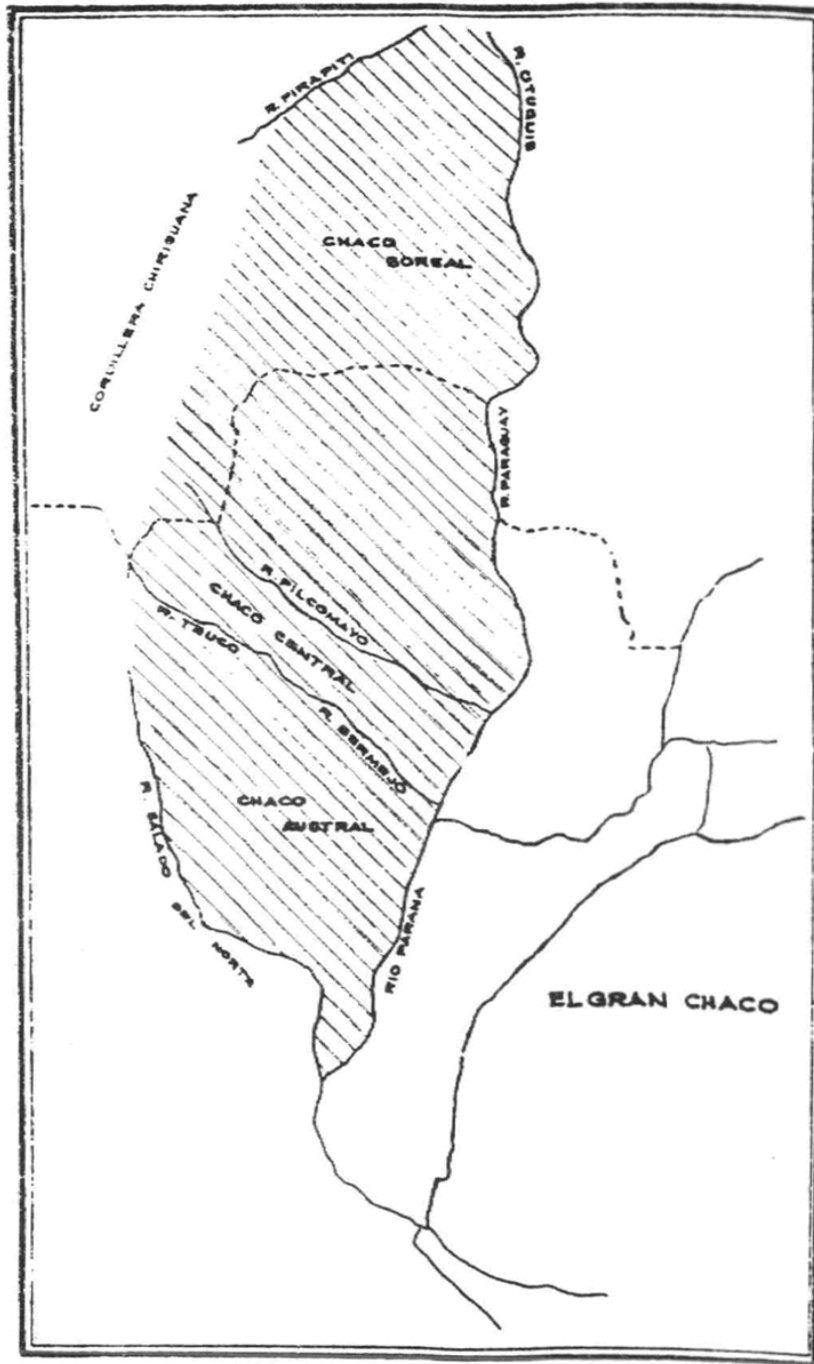 R. PIRAPITI
R. OTUQUIS
CHACO
BOREAL
CORDILLERA CHIRIGUANA
R. PARAGUAY
R. PILCOMAYO
CHACO CENTRAL
R. TEUCO
R. BERMEJO
CHACO
AUSTRAL
R. SALADO DEL NORTA
RIO PARANA
EL GRAN CHACO